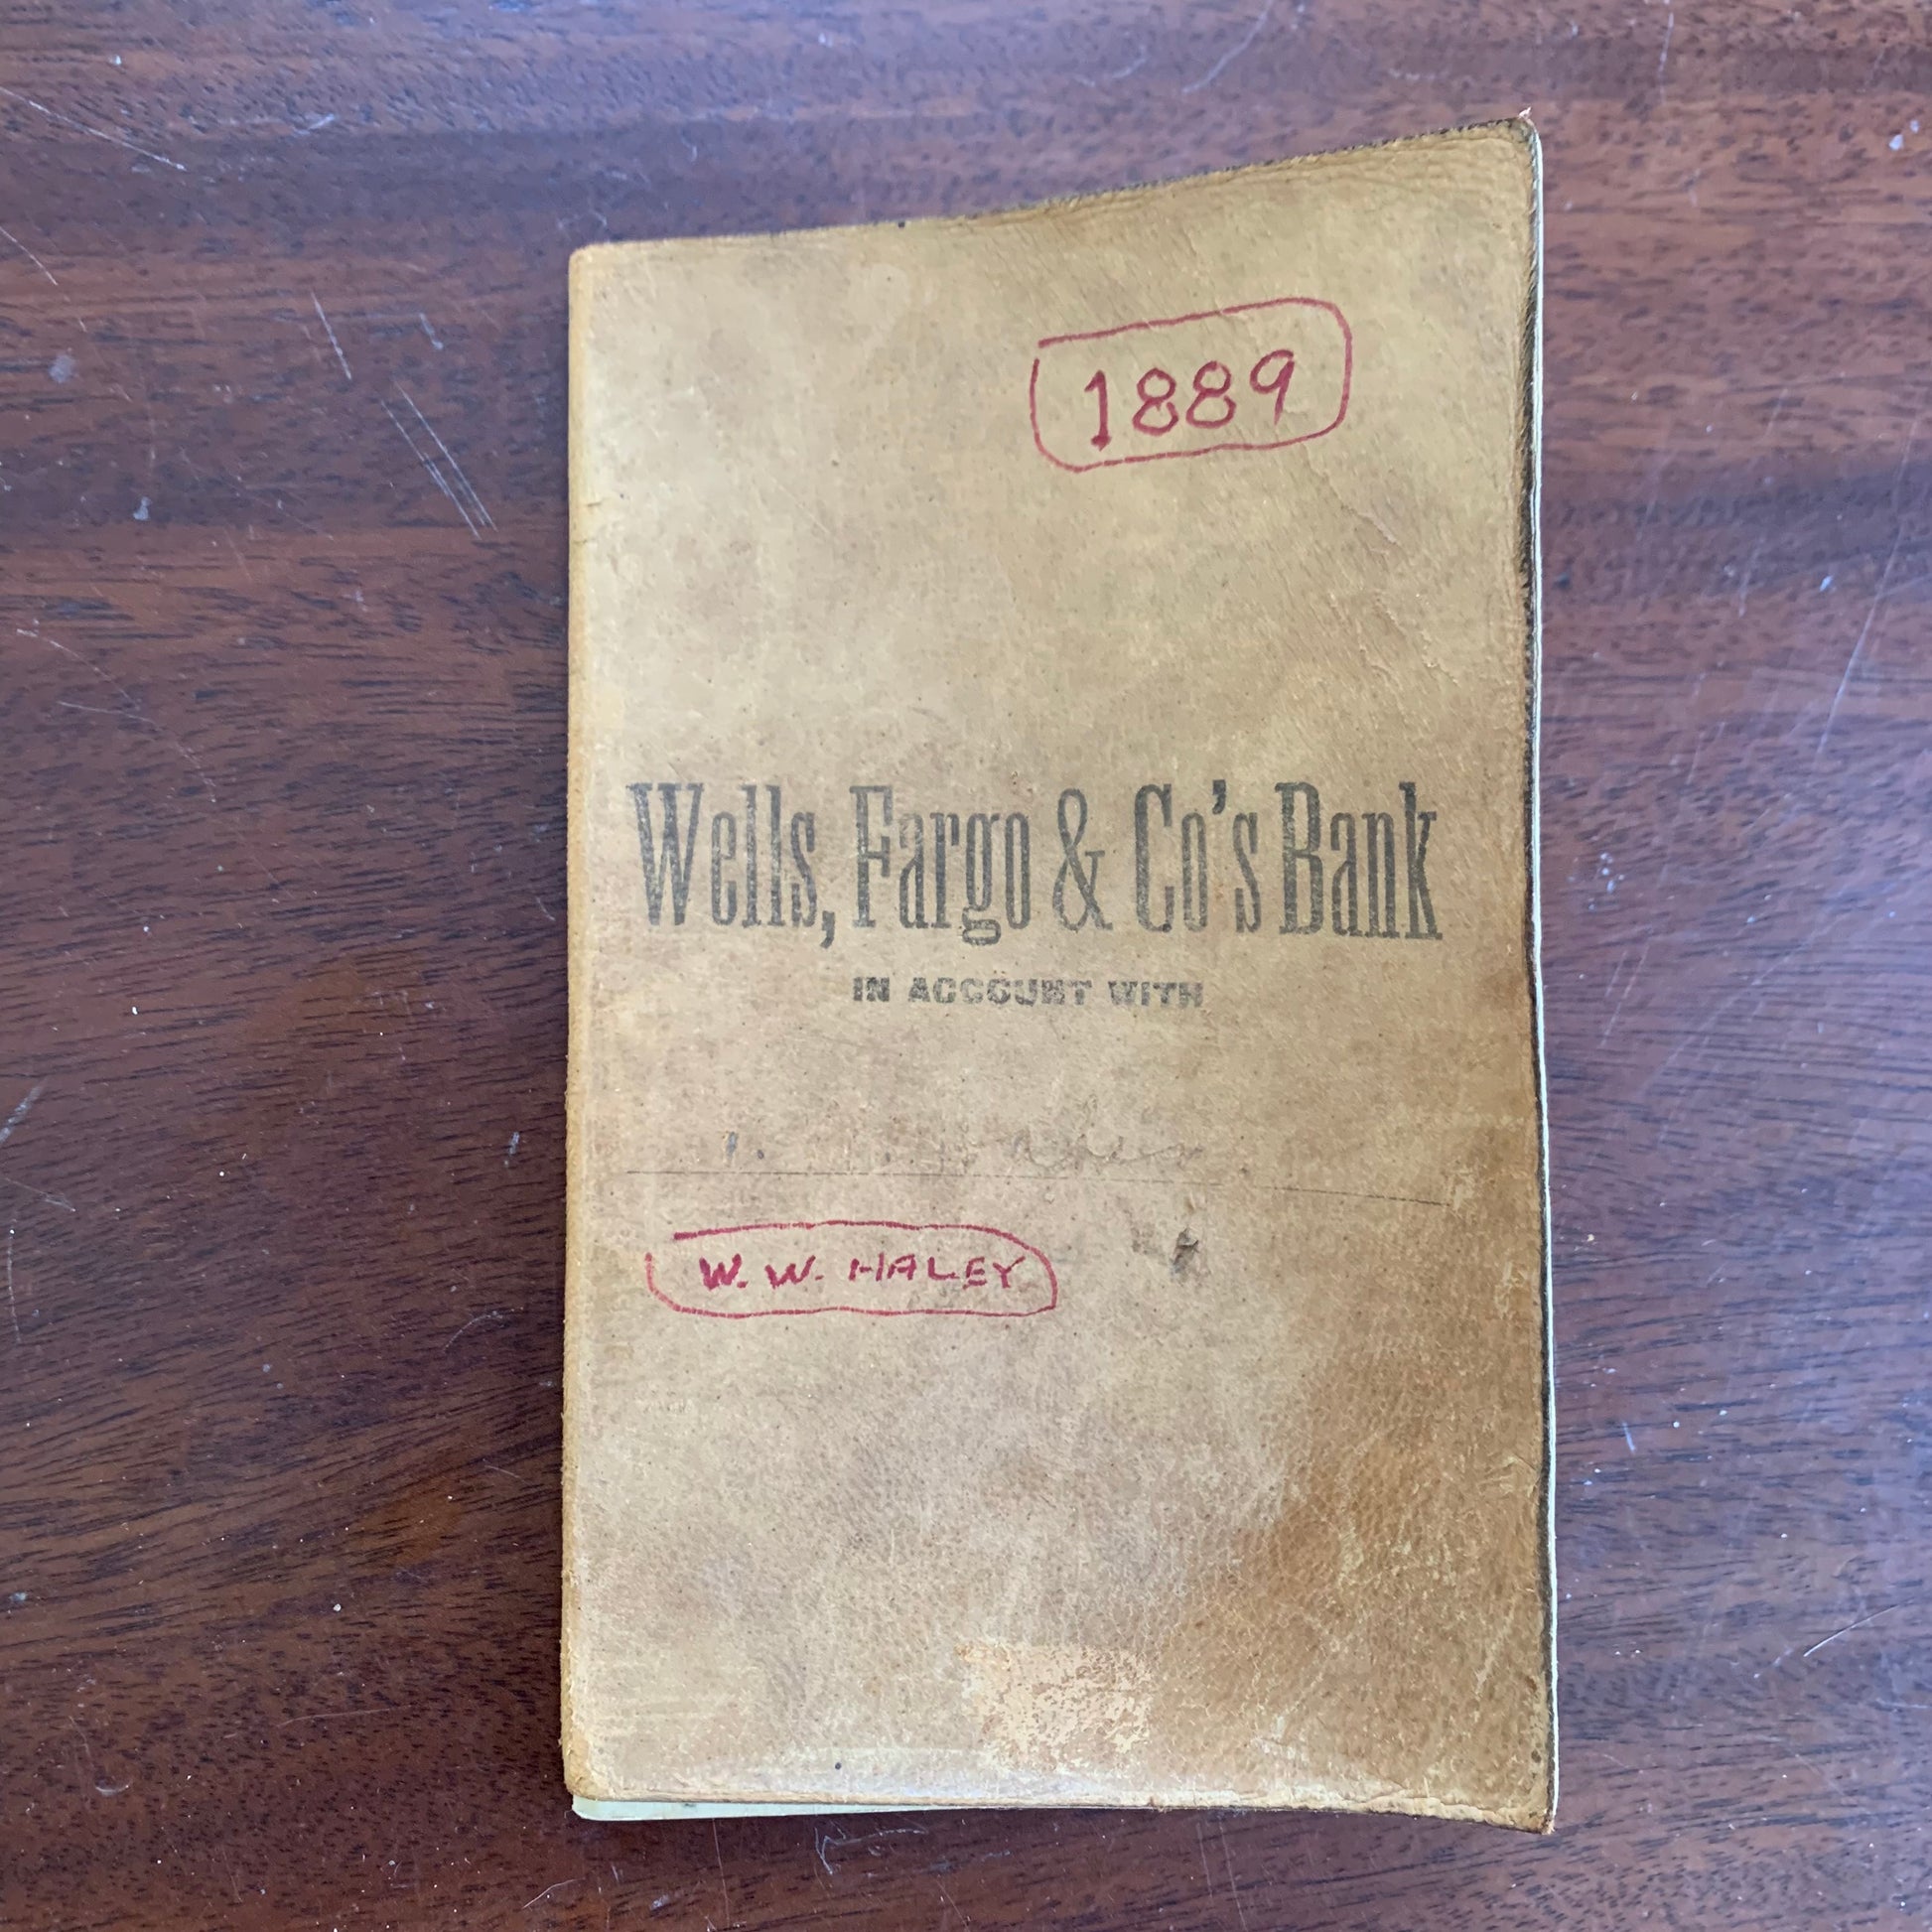 1889
Wells, Fargo & Co's Bank
IN ACCOUNT WITH
W. W. HALEY